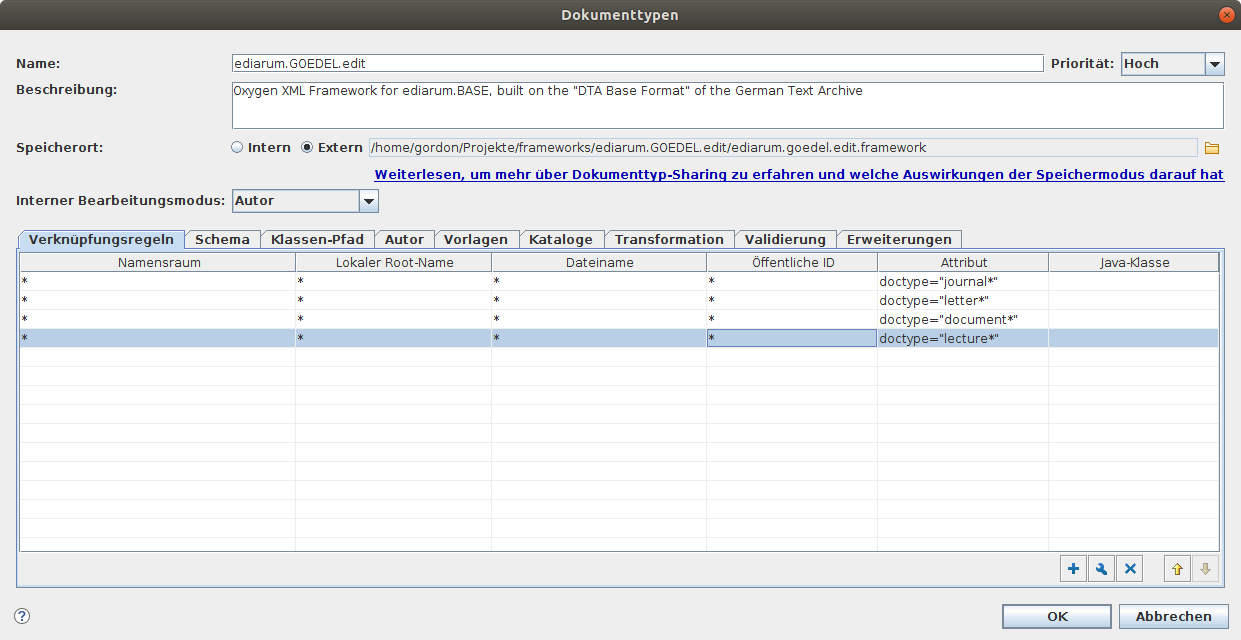 Dokumenttypen
Name: ediarum.GOEDEL.edit Priorität: Hoch
Beschreibung: Oxygen XML Framework for ediarum.BASE, built on the "DTA Base Format" of the German Text Archive
Speicherort: Intern Extern /home/gordon/Projekte/frameworks/ediarum.GOEDEL.edit/ediarum.goedel.edit.framework
Weiterlesen, um mehr über Dokumenttyp-Sharing zu erfahren und welche Auswirkungen der Speichermodus darauf hat
Interner Bearbeitungsmodus: Autor
Verknüpfungsregeln Schema Klassen-Pfad Autor Vorlagen Kataloge Transformation Validierung Erweiterungen
Namensraum Lokaler Root-Name Dateiname Öffentliche ID Attribut Java-Klasse
* * * * doctype="journal*"
* * * * doctype="letter*"
* * * * doctype="document*"
* * * * doctype="lecture*"
? OK Abbrechen